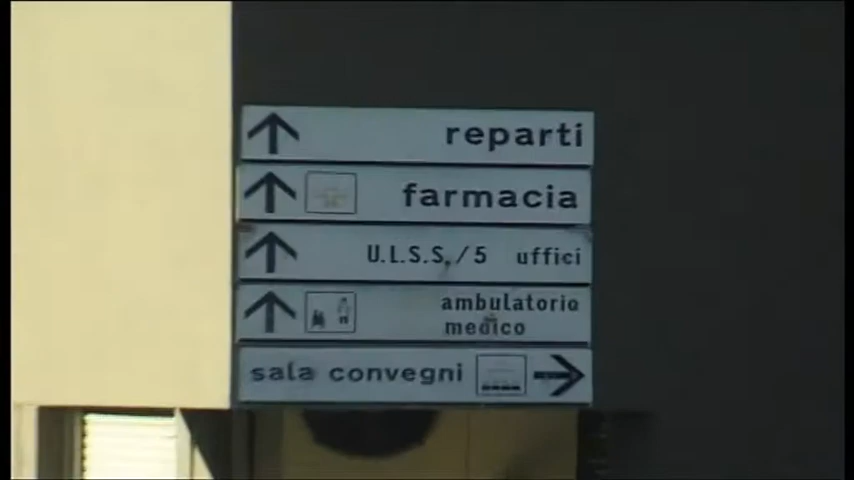 reparti
farmacia
U.L.S.S./5 uffici
ambulatorio
medico
sala convegni